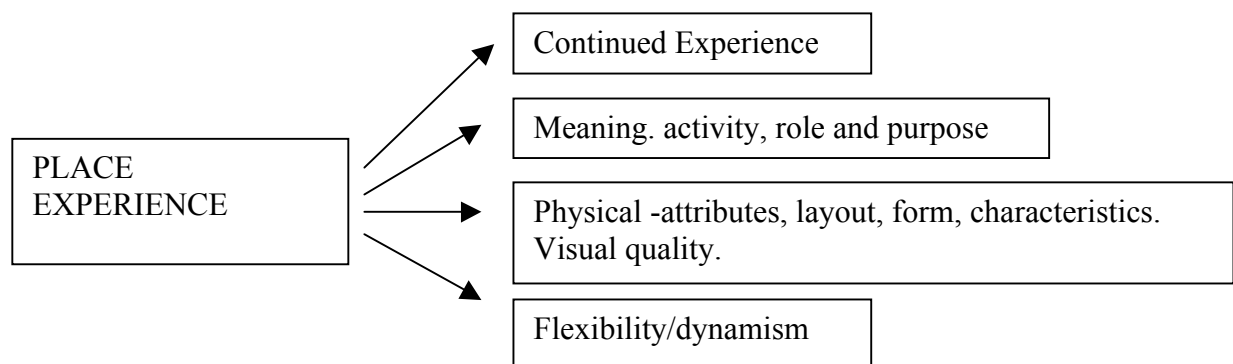 Continued Experience
Meaning. activity, role and purpose
PLACE
EXPERIENCE
Physical -attributes, layout, form, characteristics.
Visual quality.
Flexibility/dynamism